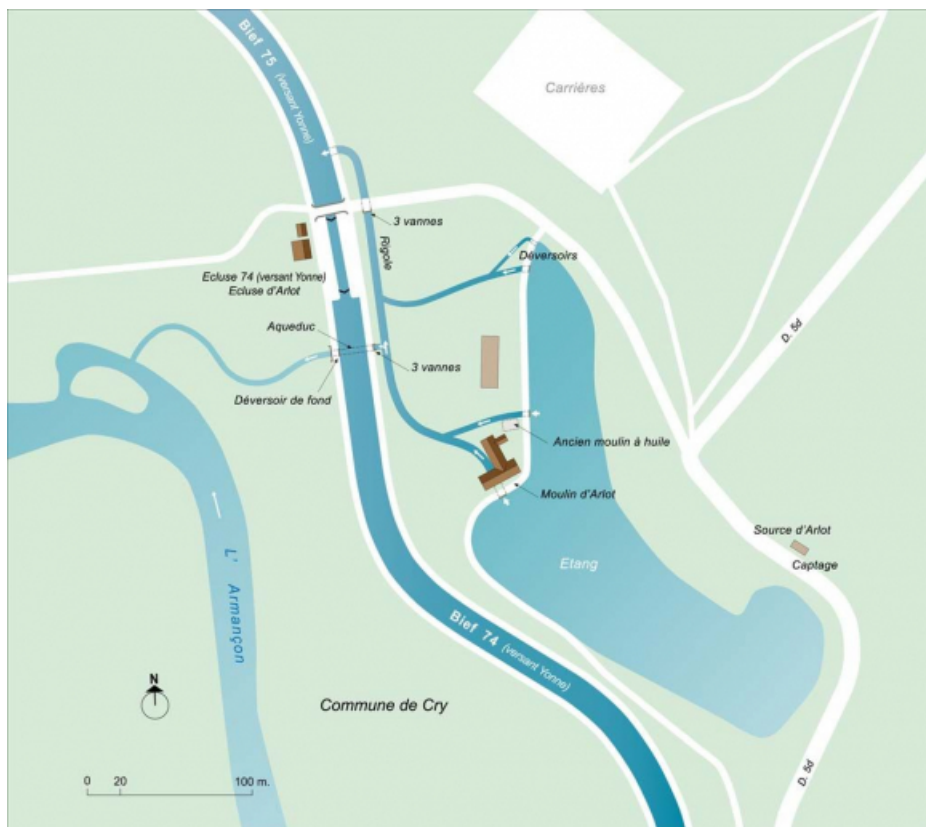 Bief 75 (versant Yonne)
Carrières
3 vannes
Rigole
Déversoirs
Ecluse 74 (versant Yonne)
Ecluse d'Arlot
D. 5d
Aqueduc
3 vannes
Déversoir de fond
Ancien moulin à huile
Moulin d'Arlot
Source d'Arlot
Captage
Etang
L' Armançon
Bief 74 (versant Yonne)
N
Commune de Cry
D. 5d
0 20 100 m.